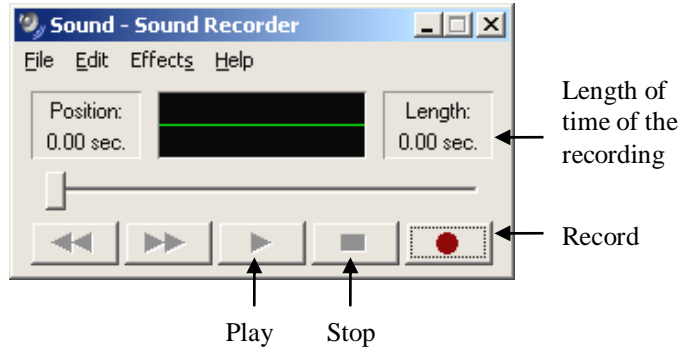 Sound - Sound Recorder
File Edit Effects Help
Position:
0.00 sec.
Length:
0.00 sec.
Length of
time of the
recording
Record
Play Stop